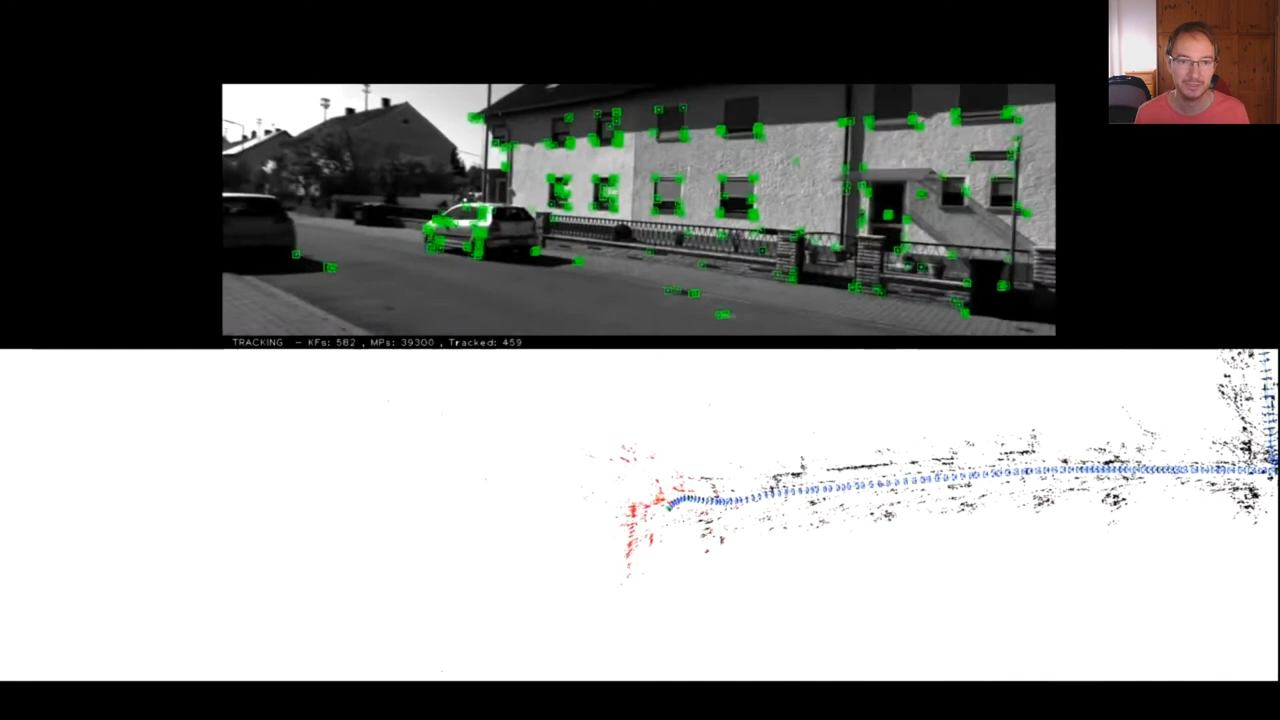 TRACKING – KFs: 582 , MPs: 39300 , Tracked: 459